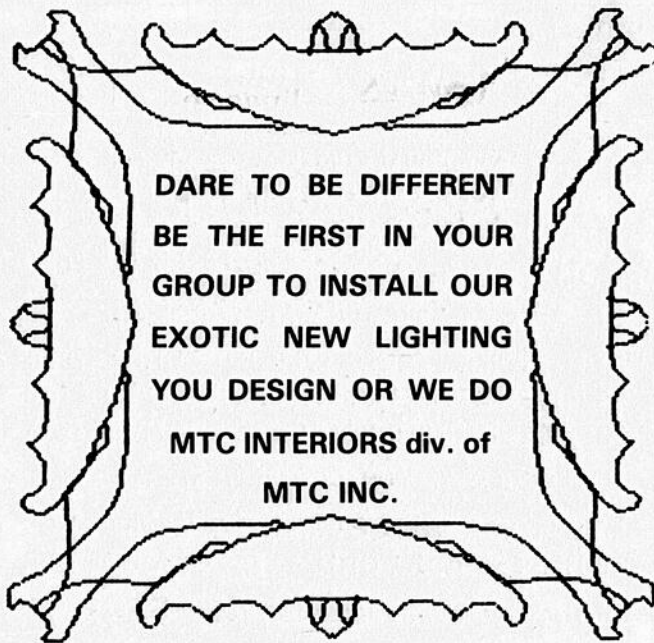 DARE TO BE DIFFERENT
BE THE FIRST IN YOUR
GROUP TO INSTALL OUR
EXOTIC NEW LIGHTING
YOU DESIGN OR WE DO
MTC INTERIORS div. of
MTC INC.